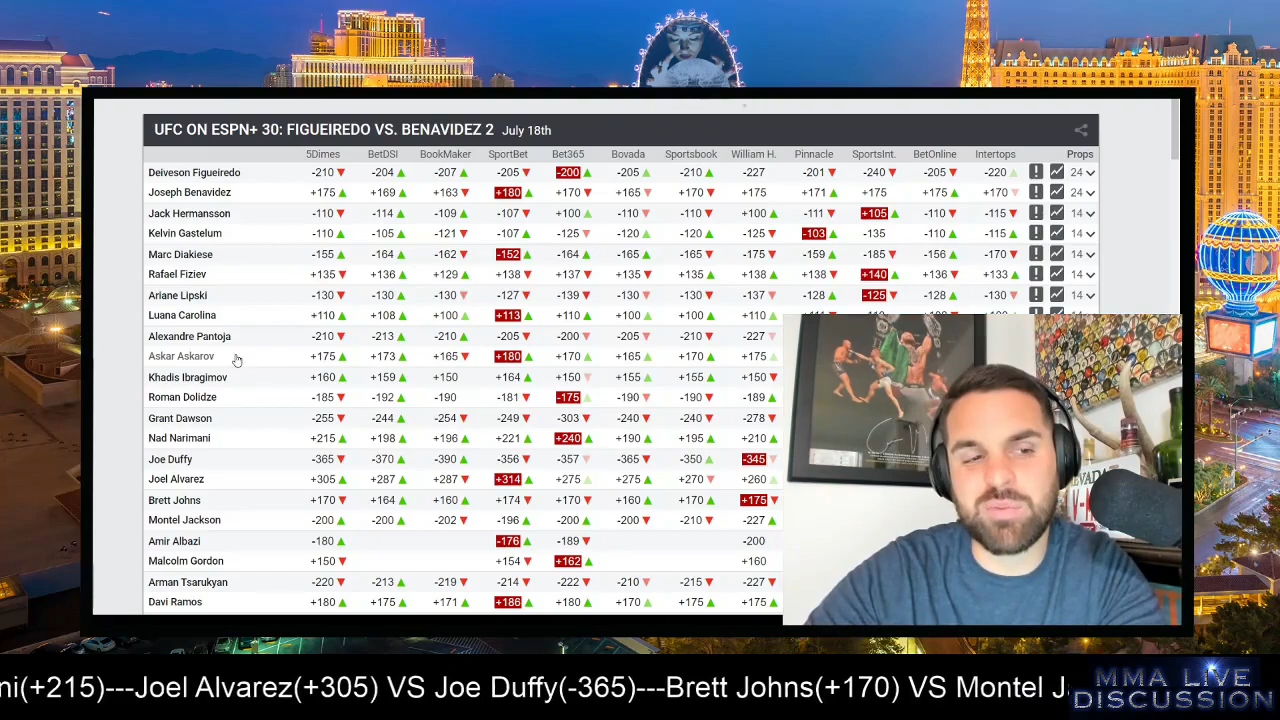 UFC ON ESPN+ 30: FIGUEIREDO VS. BENAVIDEZ 2 July 18th
5Dimes BetDSI BookMaker SportBet Bet365 Bovada Sportsbook William H. Pinnacle SportsInt. BetOnline Intertops Props
Deiveson Figueiredo -210▼ -204▲ -207▲ -205▼ -200▲ -205▲ -210▲ -227 -201▼ -240▼ -205▼ -220▲ 24
Joseph Benavidez +175▲ +169▲ +163▼ +180▲ +170▼ +165▼ +170▼ +175 +171▲ +175 +175▲ +170▼ 24
Jack Hermansson -110▼ -114▲ -109▲ -107▼ +100▲ -110▼ -110▼ +100▲ -111▼ +105▲ -110▼ -115▼ 14
Kelvin Gastelum -110▲ -105▲ -121▼ -107▲ -125▼ -120▲ -120▲ -125▼ -103▲ -135 -110▲ -115▲ 14
Marc Diakiese -155▲ -164▲ -162▼ -152▼ -164▲ -165▲ -165▼ -175▼ -159▲ -185▼ -156▲ -170▼ 14
Rafael Fiziev +135▼ +136▲ +129▲ +138▼ +137▼ +135▼ +135▲ +138▲ +138▼ +140▲ +136▼ +133▲ 14
Ariane Lipski -130▼ -130▲ -130▼ -127▼ -139▼ -130▼ -130▼ -137▼ -128▲ -125▼ -128▲ -130▼ 14
Luana Carolina +110▲ +108▲ +100▲ +113▲ +110▲ +100▲ +100▲ +110▲
Alexandre Pantoja -210▼ -213▲ -210▲ -205▼ -200▼ -205▼ -210▼ -227▼
Askar Askarov +175▲ +173▲ +165▼ +180▲ +170▲ +165▲ +170▲ +175▲
Khadis Ibragimov +160▲ +159▲ +150 +164▲ +150▼ +155▲ +155▲ +150▼
Roman Dolidze -185▼ -192▲ -190 -181▼ -175▲ -190▼ -190▼ -189▲
Grant Dawson -255▼ -244▲ -254▼ -249▼ -303▼ -240▼ -240▼ -278▼
Nad Narimani +215▲ +198▲ +196▲ +221▲ +240▲ +190▲ +195▲ +210▲
Joe Duffy -365▼ -370▲ -390▲ -356▼ -357▼ -365▼ -350▲ -345▼
Joel Alvarez +305▲ +287▲ +287▼ +314▲ +275▲ +275▲ +270▼ +260▲
Brett Johns +170▼ +164▲ +160▲ +174▼ +170▼ +160▲ +170▲ +175▼
Montel Jackson -200▲ -200▲ -202▼ -196▲ -200▲ -200▼ -210▼ -227▲
Amir Albazi -180▲ -176▲ -189▼ -200
Malcolm Gordon +150▼ +154▼ +162▲ +160
Arman Tsarukyan -220▼ -213▲ -219▼ -214▼ -222▼ -210▼ -215▼ -227▼
Davi Ramos +180▲ +175▲ +171▲ +186▲ +180▲ +170▲ +175▲ +175▲
ni(+215)---Joel Alvarez(+305) VS Joe Duffy(-365)---Brett Johns(+170) VS Montel J
MMA LIVE
DISCUSSION